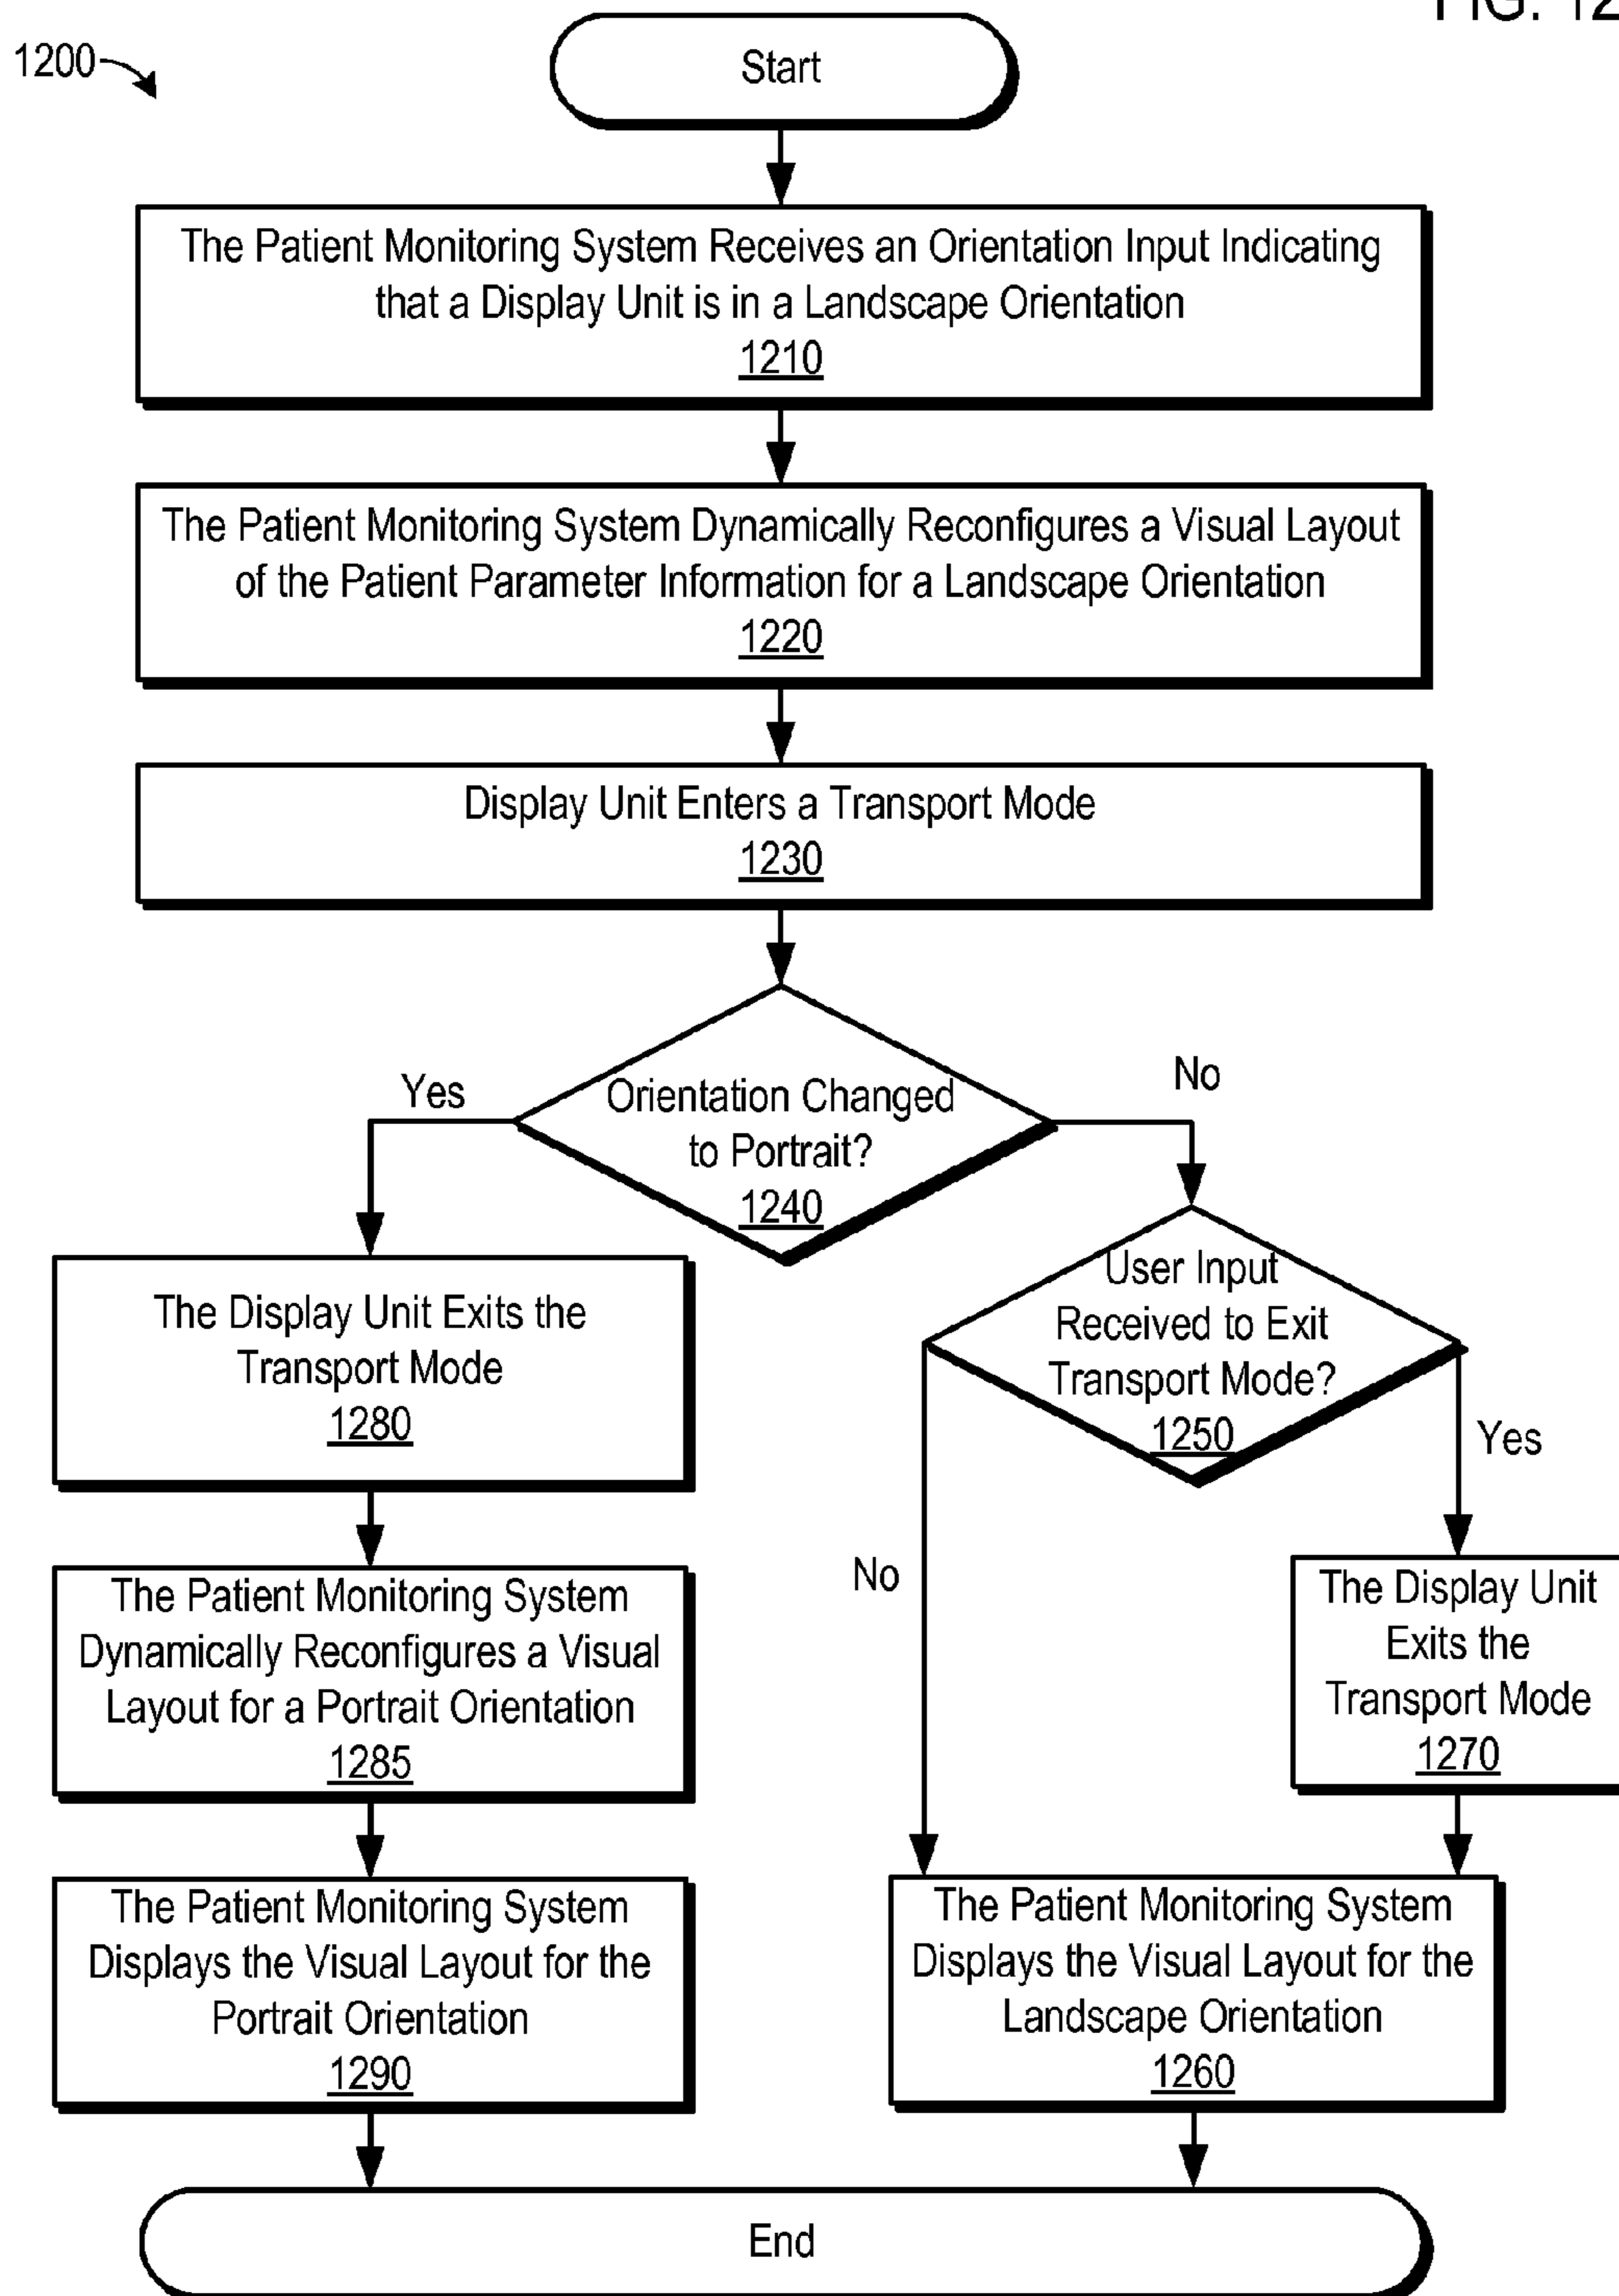 FIG. 12
1200
Start
The Patient Monitoring System Receives an Orientation Input Indicating
that a Display Unit is in a Landscape Orientation
1210
The Patient Monitoring System Dynamically Reconfigures a Visual Layout
of the Patient Parameter Information for a Landscape Orientation
1220
Display Unit Enters a Transport Mode
1230
Orientation Changed
to Portrait?
1240
Yes
No
The Display Unit Exits the
Transport Mode
1280
User Input
Received to Exit
Transport Mode?
1250
Yes
No
The Patient Monitoring System
Dynamically Reconfigures a Visual
Layout for a Portrait Orientation
1285
The Display Unit
Exits the
Transport Mode
1270
The Patient Monitoring System
Displays the Visual Layout for the
Portrait Orientation
1290
The Patient Monitoring System
Displays the Visual Layout for the
Landscape Orientation
1260
End